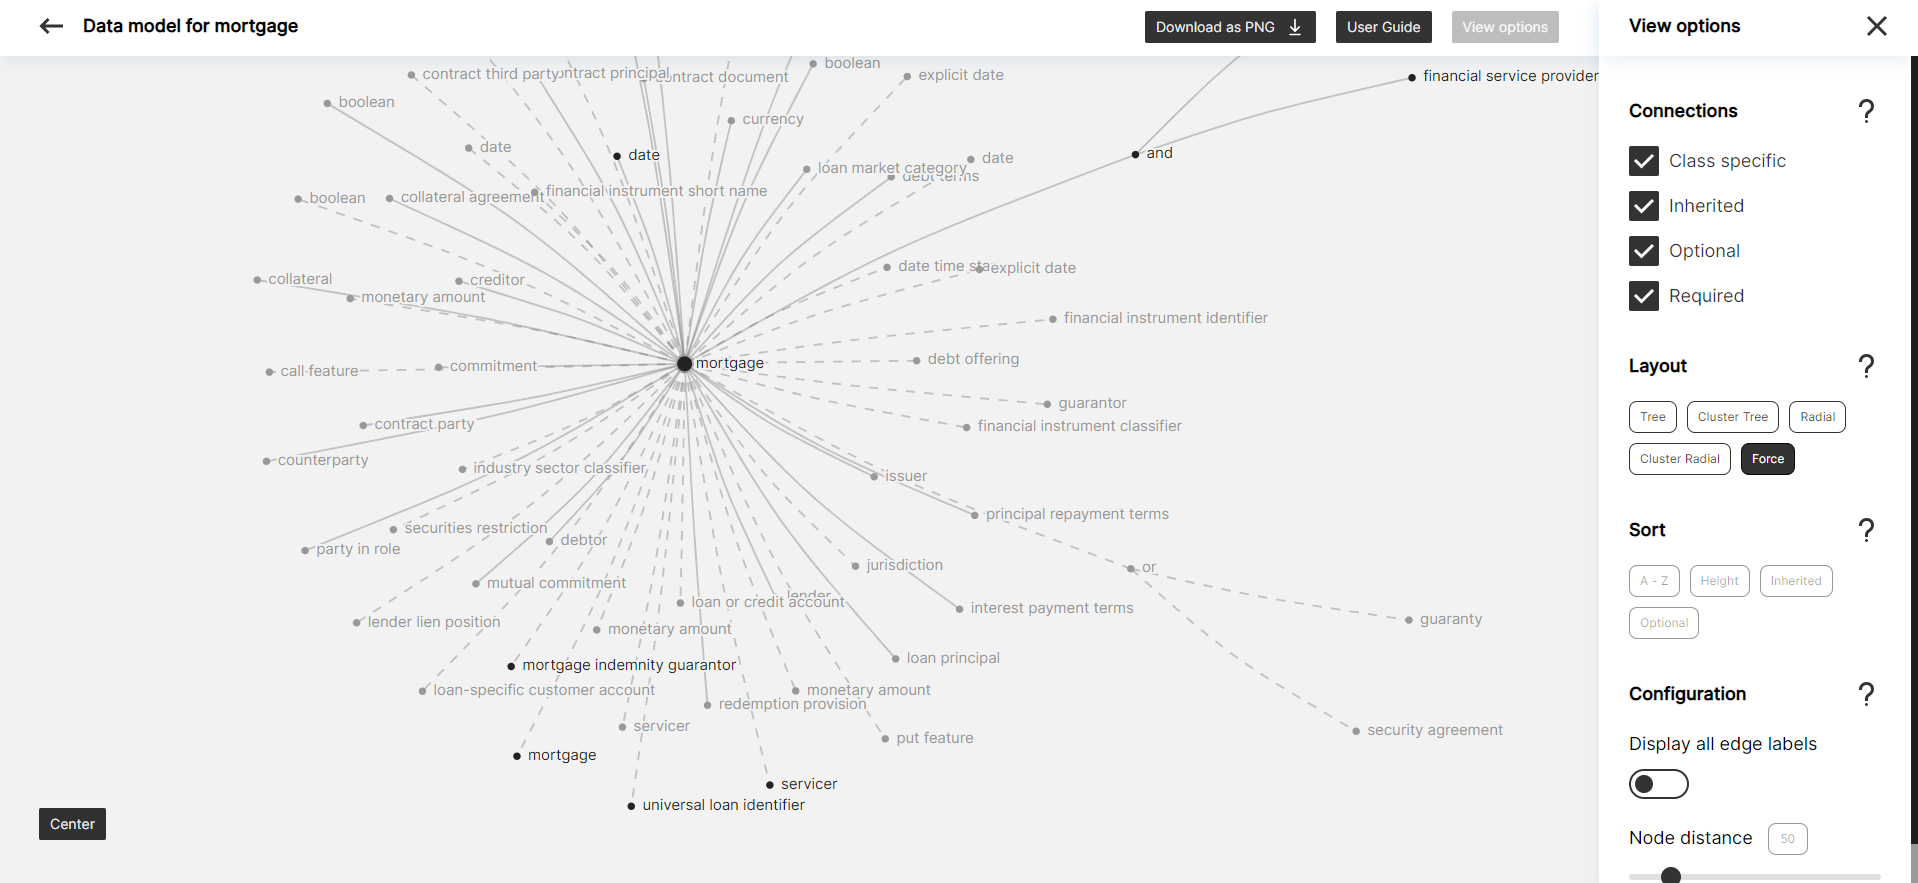 Data model for mortgage
Download as PNG
User Guide
View options
View options
contract third party
contract principal
contract document
boolean
explicit date
financial service provider
boolean
currency
date
date
and
loan market category
date
debt terms
financial instrument short name
boolean
collateral agreement
collateral
creditor
monetary amount
date time sta
explicit date
financial instrument identifier
call feature
commitment
mortgage
debt offering
guarantor
contract party
financial instrument classifier
counterparty
industry sector classifier
issuer
securities restriction
principal repayment terms
party in role
debtor
mutual commitment
jurisdiction
or
lender
loan or credit account
interest payment terms
lender lien position
monetary amount
guaranty
mortgage indemnity guarantor
loan principal
loan-specific customer account
monetary amount
redemption provision
servicer
put feature
security agreement
mortgage
servicer
universal loan identifier
Center
Connections
?
Class specific
Inherited
Optional
Required
Layout
?
Tree
Cluster Tree
Radial
Cluster Radial
Force
Sort
?
A - Z
Height
Inherited
Optional
Configuration
?
Display all edge labels
Node distance
50